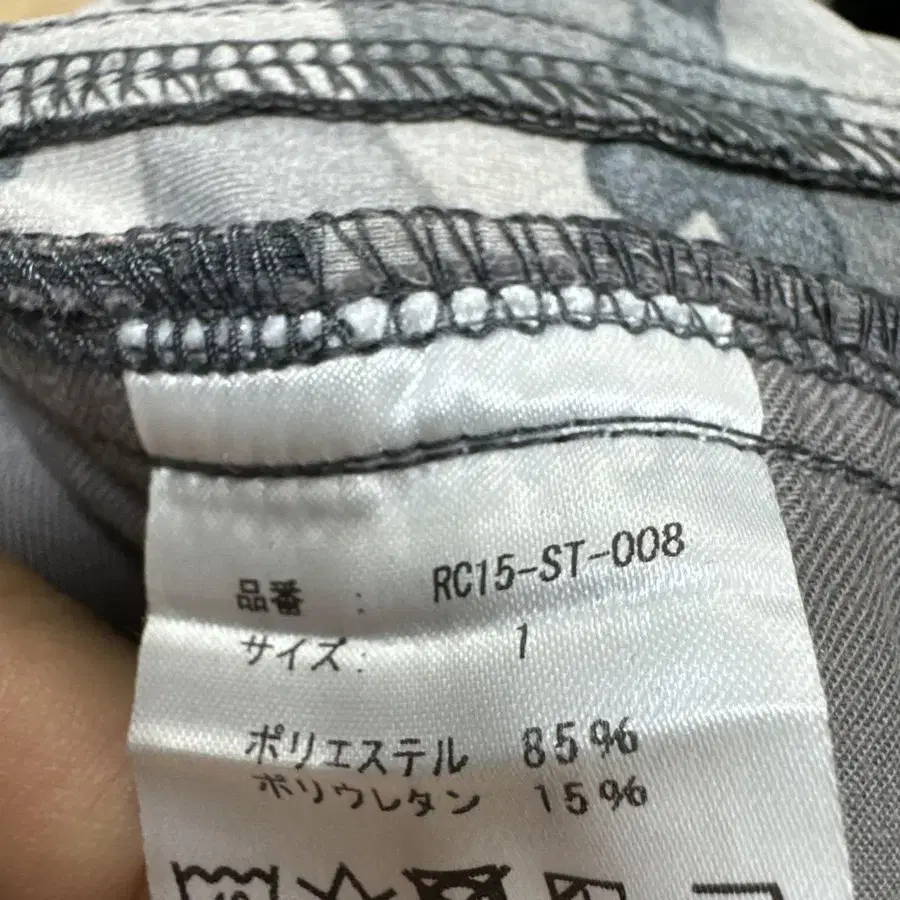 品番 : RC15-ST-008
サイズ: 1
ポリエステル 85%
ポリウレタン 15%